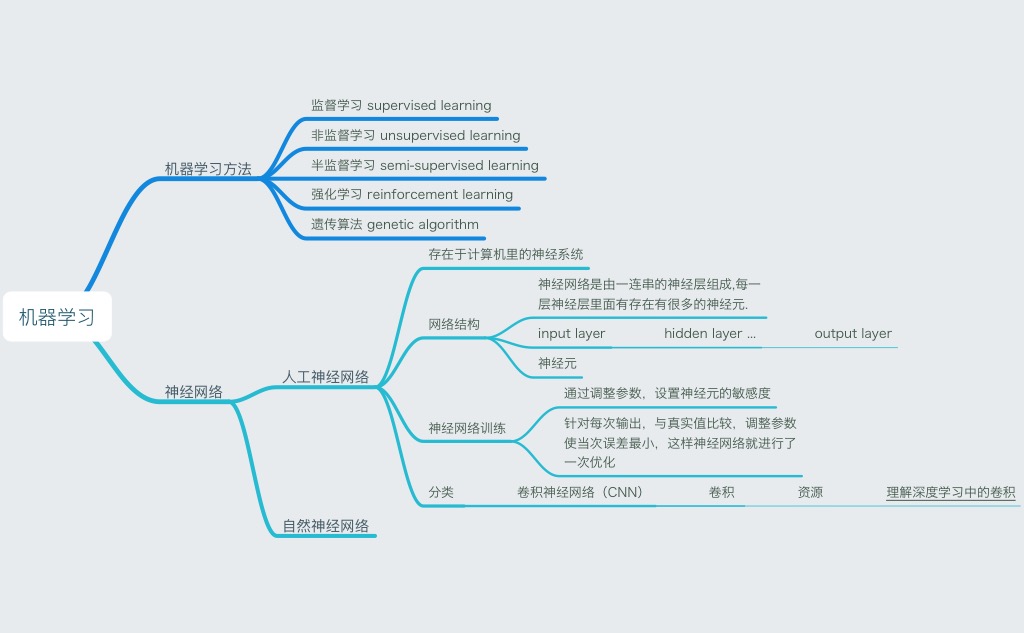 机器学习
机器学习方法
监督学习 supervised learning
非监督学习 unsupervised learning
半监督学习 semi-supervised learning
强化学习 reinforcement learning
遗传算法 genetic algorithm
神经网络
人工神经网络
存在于计算机里的神经系统
网络结构
神经网络是由一连串的神经层组成,每一
层神经层里面有存在有很多的神经元.
input layer
hidden layer ...
output layer
神经元
神经网络训练
通过调整参数，设置神经元的敏感度
针对每次输出，与真实值比较，调整参数
使当次误差最小，这样神经网络就进行了
一次优化
分类
卷积神经网络（CNN）
卷积
资源
理解深度学习中的卷积
自然神经网络